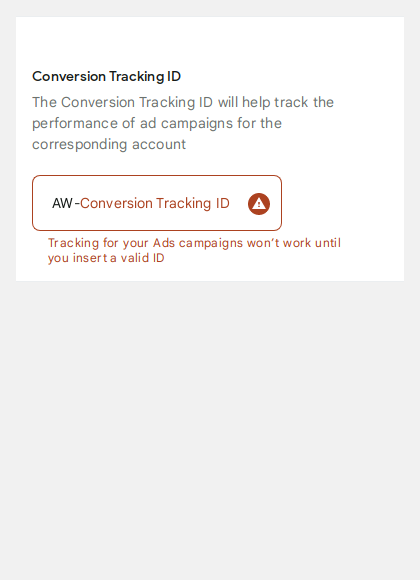 Conversion Tracking ID
The Conversion Tracking ID will help track the
performance of ad campaigns for the
corresponding account
AW-Conversion Tracking ID
Tracking for your Ads campaigns won’t work until
you insert a valid ID